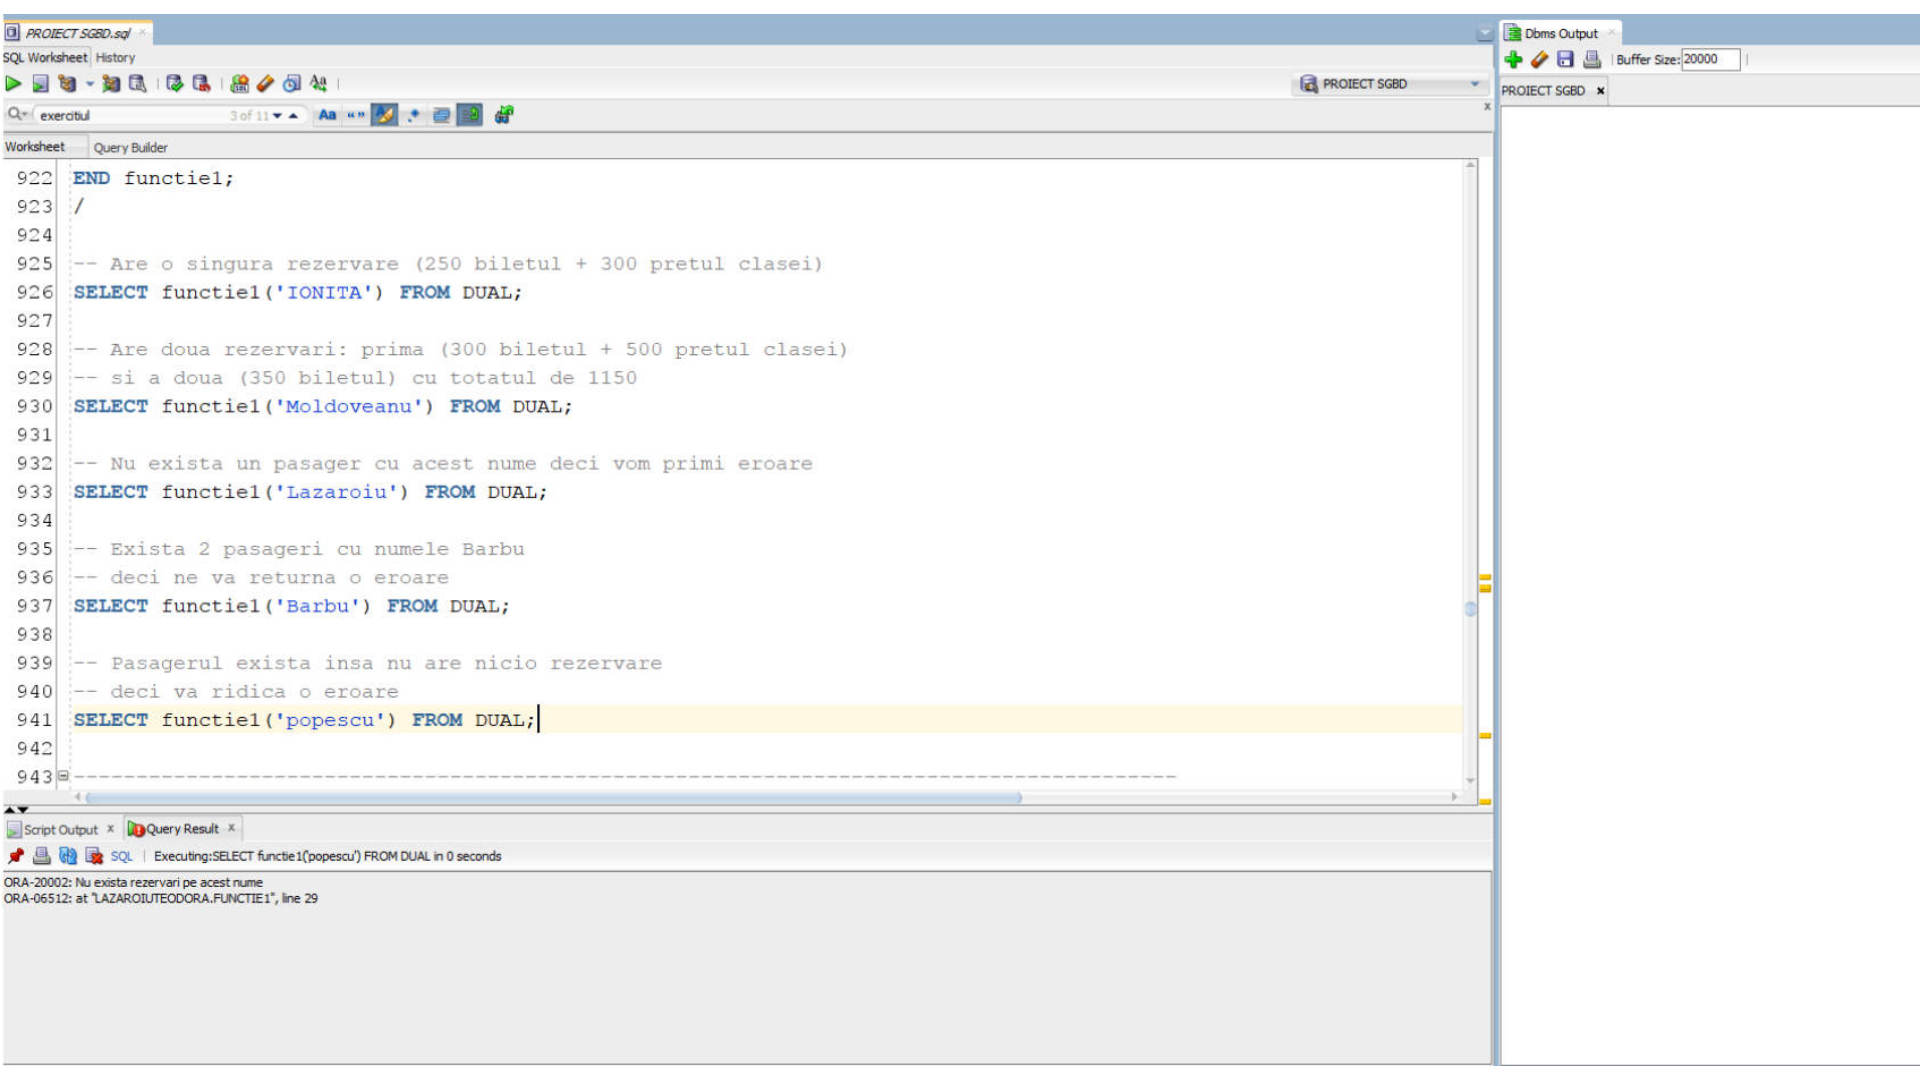 PROIECT SGBD.sql
SQL Worksheet History
PROIECT SGBD
exercitiul 3 of 11 Aa “”
Worksheet Query Builder
922 END functie1;
923 /
924
925 -- Are o singura rezervare (250 biletul + 300 pretul clasei)
926 SELECT functie1('IONITA') FROM DUAL;
927
928 -- Are doua rezervari: prima (300 biletul + 500 pretul clasei)
929 -- si a doua (350 biletul) cu totatul de 1150
930 SELECT functie1('Moldoveanu') FROM DUAL;
931
932 -- Nu exista un pasager cu acest nume deci vom primi eroare
933 SELECT functie1('Lazaroiu') FROM DUAL;
934
935 -- Exista 2 pasageri cu numele Barbu
936 -- deci ne va returna o eroare
937 SELECT functie1('Barbu') FROM DUAL;
938
939 -- Pasagerul exista insa nu are nicio rezervare
940 -- deci va ridica o eroare
941 SELECT functie1('popescu') FROM DUAL;
942
943 ----------------------------------------------------------------------------------------
Script Output x Query Result x
SQL | Executing:SELECT functie1('popescu') FROM DUAL in 0 seconds
ORA-20002: Nu exista rezervari pe acest nume
ORA-06512: at "LAZAROIUTEODORA.FUNCTIE1", line 29
Dbms Output
Buffer Size: 20000
PROIECT SGBD x